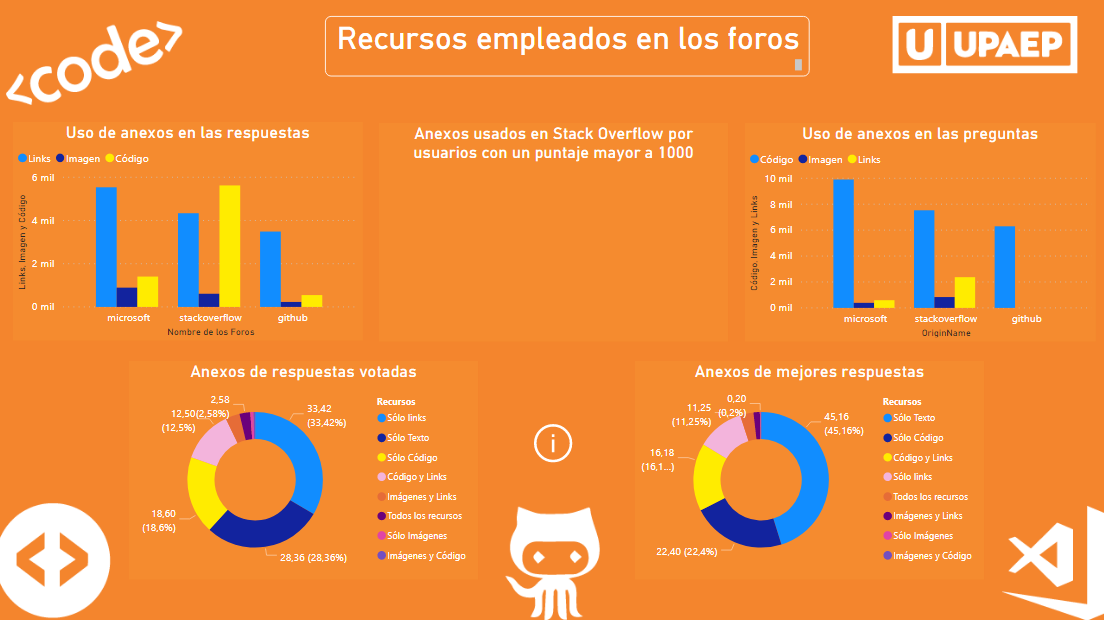 <code>
Recursos empleados en los foros
UPAEP
Uso de anexos en las respuestas
Links Imagen Código
Links, Imagen y Código
6 mil
4 mil
2 mil
0 mil
microsoft stackoverflow github
Nombre de los Foros
Anexos usados en Stack Overflow por
usuarios con un puntaje mayor a 1000
Uso de anexos en las preguntas
Código Imagen Links
Código, Imagen y Links
10 mil
8 mil
6 mil
4 mil
2 mil
0 mil
microsoft stackoverflow github
OriginName
Anexos de respuestas votadas
2,58
(2,58%)
12,50
(12,5%)
33,42
(33,42%)
18,60
(18,6%)
28,36 (28,36%)
Recursos
Sólo links
Sólo Texto
Sólo Código
Código y Links
Imágenes y Links
Todos los recursos
Sólo Imágenes
Imágenes y Código
Anexos de mejores respuestas
0,20
(0,2%)
11,25
(11,25%)
45,16
(45,16%)
16,18
(16,1...)
22,40 (22,4%)
Recursos
Sólo Texto
Sólo Código
Código y Links
Sólo links
Todos los recursos
Imágenes y Links
Sólo Imágenes
Imágenes y Código